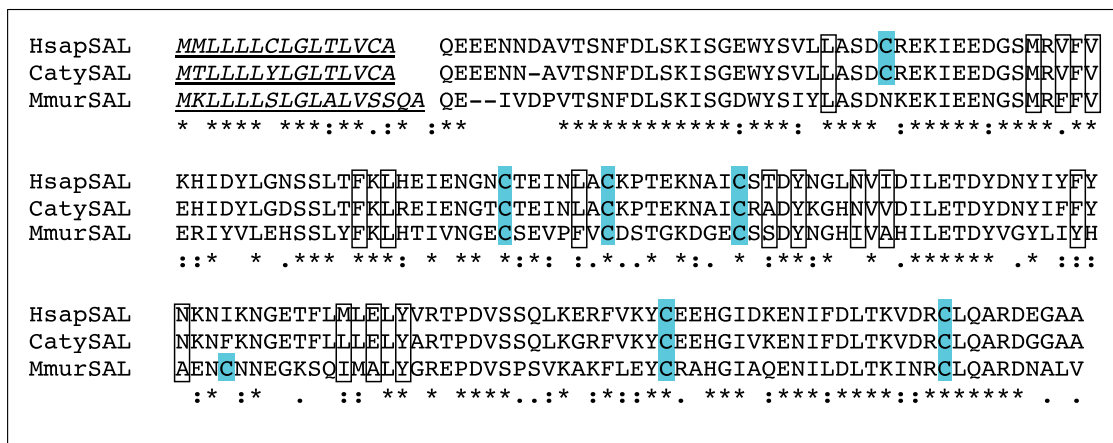 HsapSAL MMLLLLCLGLTLVCA QEEENNDAVTSNFDLSKISGEWYSVLLASDCREKIEEDGSMRVFV
CatySAL MTLLLLYLGLTLVCA QEEENN-AVTSNFDLSKISGEWYSVLLASDCREKIEEDGSMRVFV
MmurSAL MKLLLLSLGLALVSSQA QE--IVDPVTSNFDLSKISGDWYSIYLASDNKEKIEENGSMRFFV
* **** ***:**.:* :** **************:***: **** :*****:****.**
HsapSAL KHIDYLGNSSLTFKLHEIENGNCTEINLACKPTEKNAICSTDYNGLNVIDILETDYDNYIYFY
CatySAL EHIDYLGDSSLTFKLREIENGTCTEINLACKPTEKNAICRADYKGHNVVDILETDYDNYIFFY
MmurSAL ERIYVLEHSSLYFKLHTIVNGECSEVPFVCDSTGKDGECSSDYNGHIVAHILETDYVGYLIYH
::* * .*** ***: * ** *:*: :.*..* *:. * :**:* * .****** .*: :::
HsapSAL NKNIKNGETFLMLELYVRTPDVSSQLKERFVKYCEEHGIDKENIFDLTKVDRCLQARDEGAA
CatySAL NKNFKNGETFLLLELYARTPDVSSQLKGRFVKYCEEHGIVKENIFDLTKVDRCLQARDGGAA
MmurSAL AENCNNEGKSQIMALYGREPDVSPSVKAKFLEYCRAHGIAQENILDLTKINRCLQARDNALV
:* :* . :: ** * ****..:* :*::**. *** :***:****::******* . .